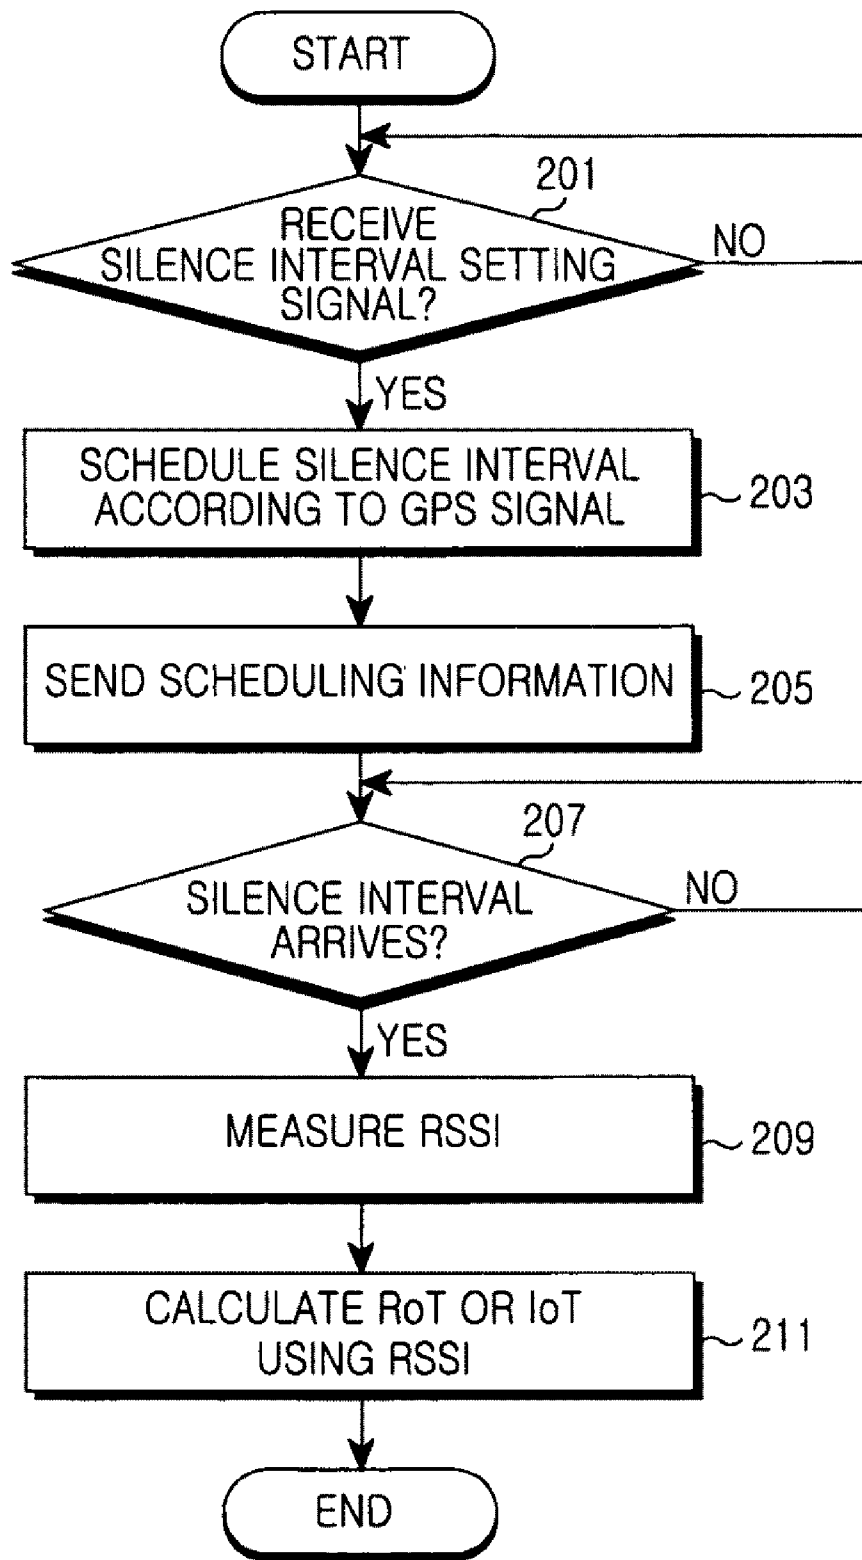 START
201
RECEIVE
SILENCE INTERVAL SETTING
SIGNAL?
NO
YES
SCHEDULE SILENCE INTERVAL
ACCORDING TO GPS SIGNAL
203
SEND SCHEDULING INFORMATION
205
207
SILENCE INTERVAL
ARRIVES?
NO
YES
MEASURE RSSI
209
CALCULATE RoT OR IoT
USING RSSI
211
END